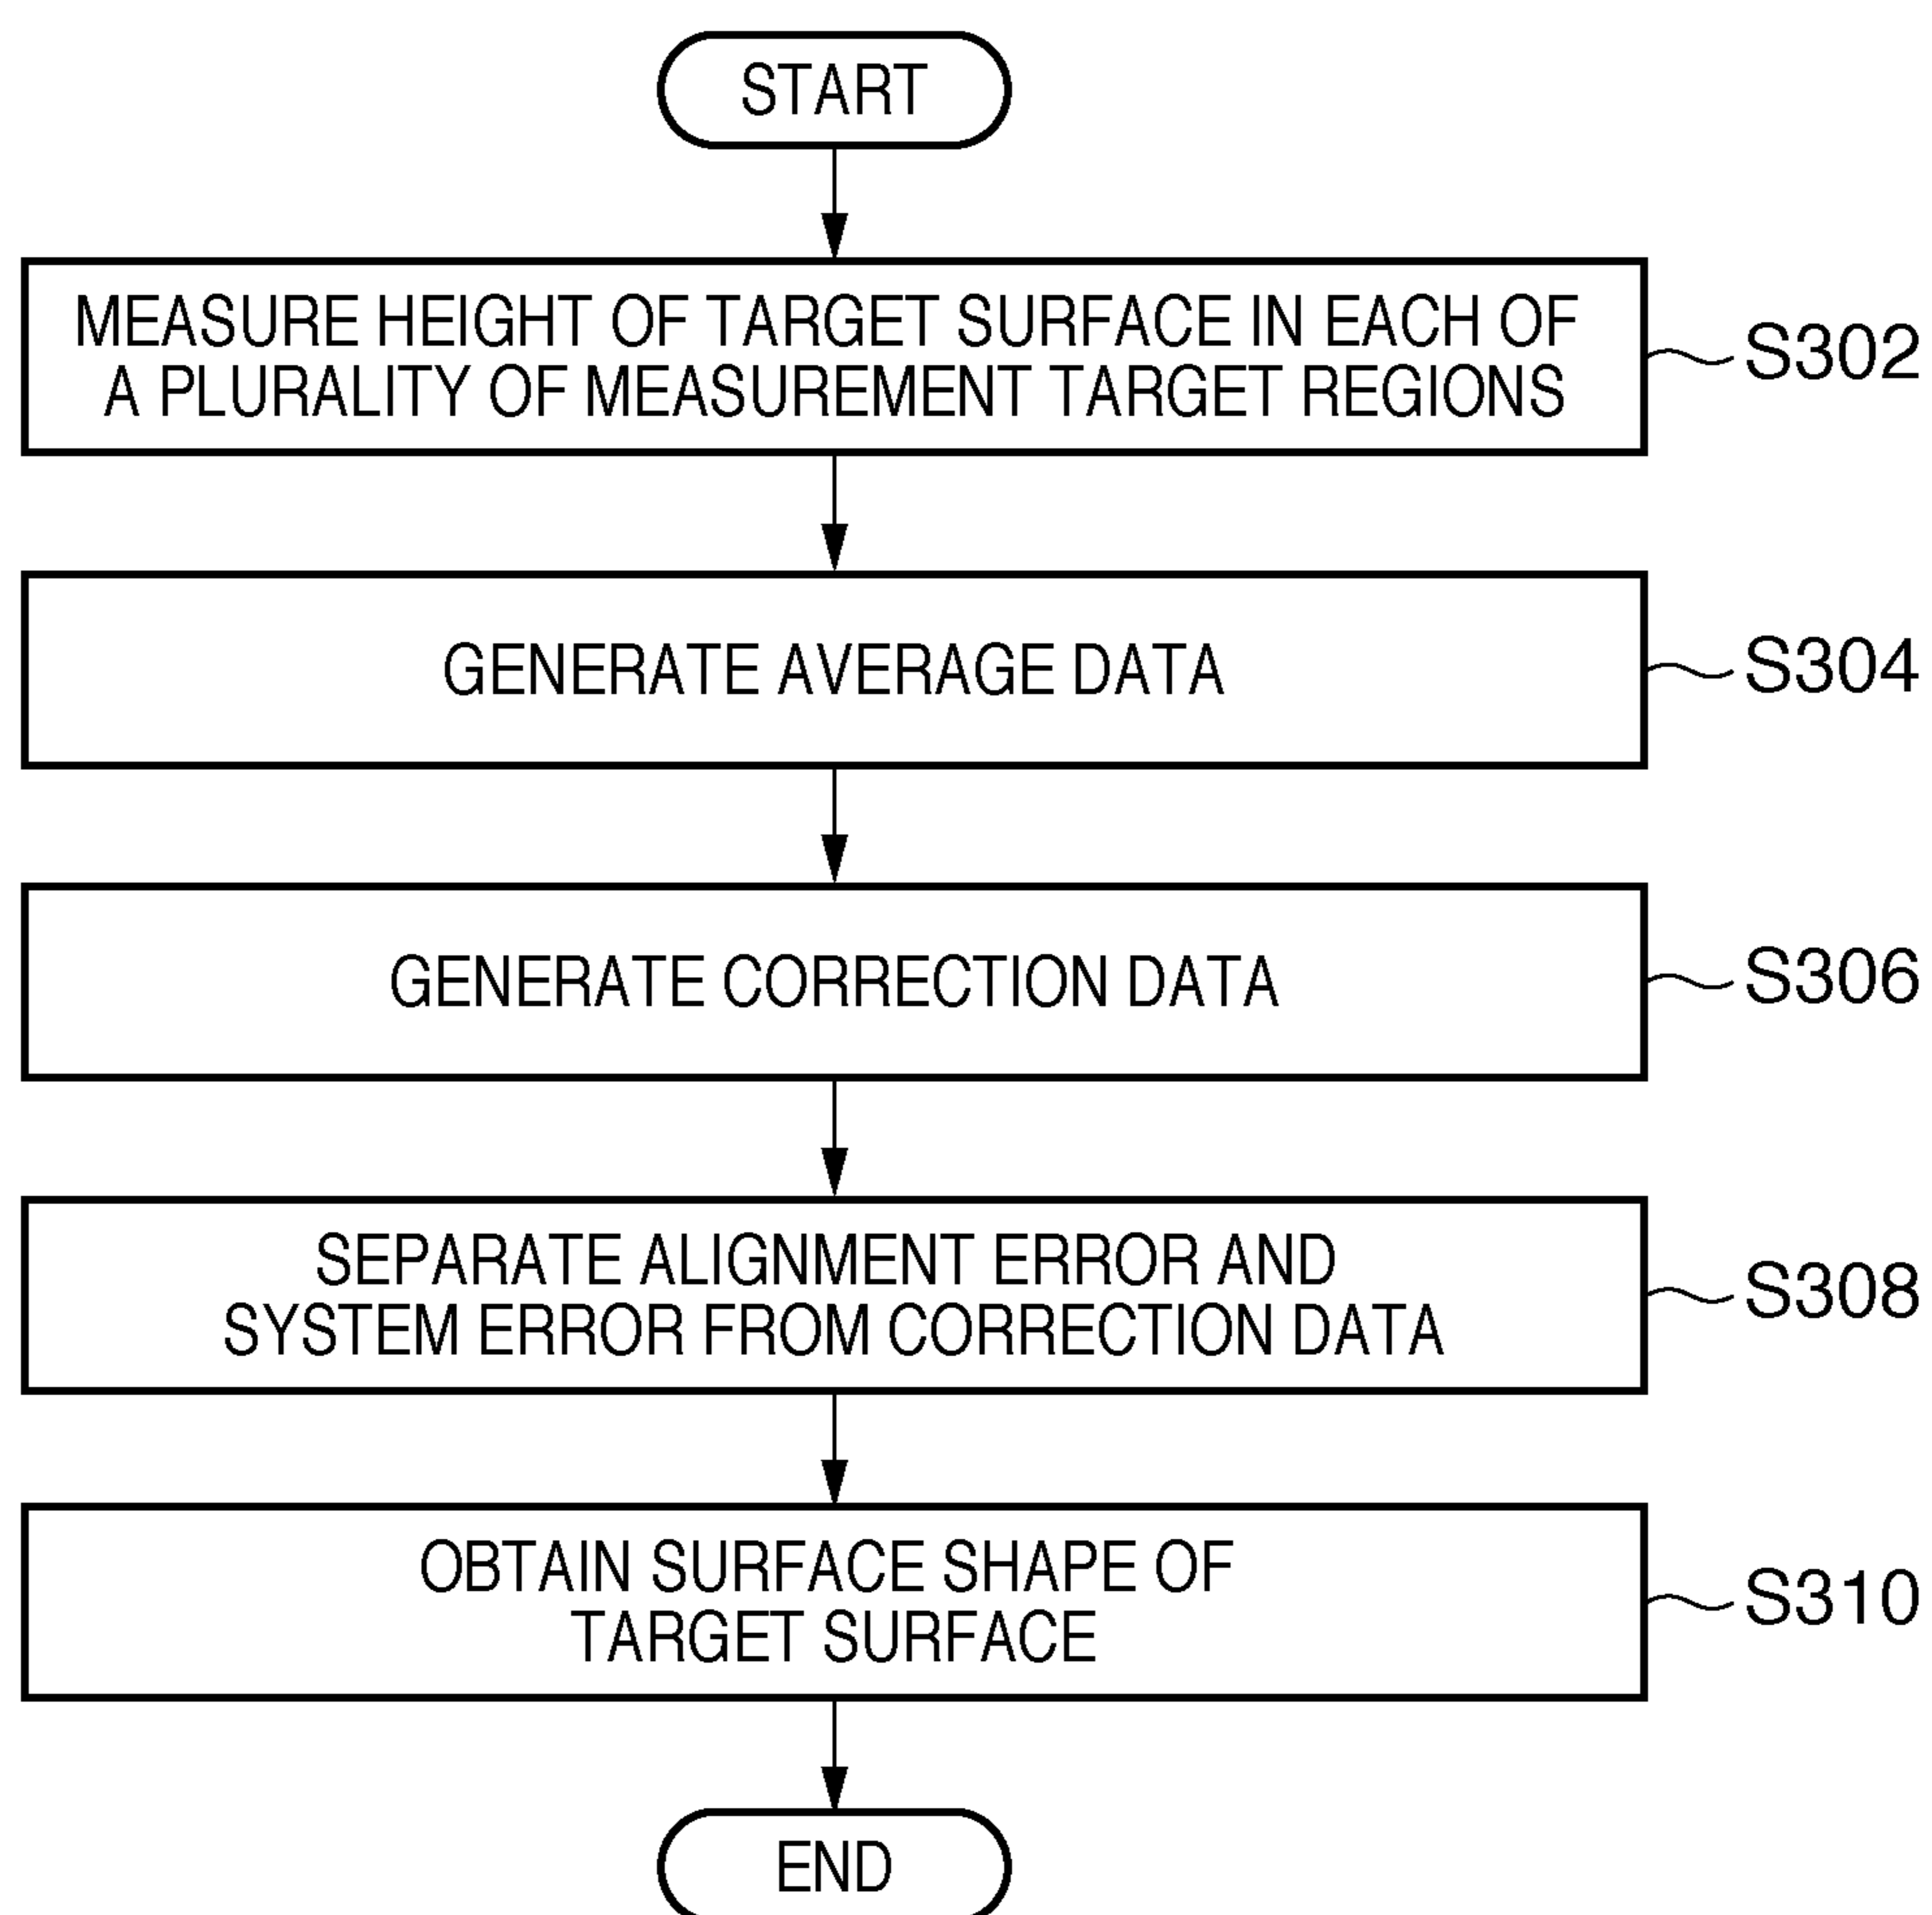 START
MEASURE HEIGHT OF TARGET SURFACE IN EACH OF
A PLURALITY OF MEASUREMENT TARGET REGIONS
S302
GENERATE AVERAGE DATA
S304
GENERATE CORRECTION DATA
S306
SEPARATE ALIGNMENT ERROR AND
SYSTEM ERROR FROM CORRECTION DATA
S308
OBTAIN SURFACE SHAPE OF
TARGET SURFACE
S310
END